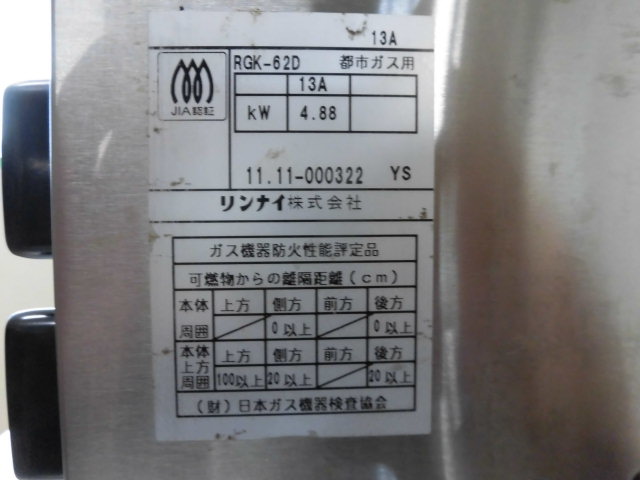 13A
RGK-62D 都市ガス用
JIA認証
13A
kW 4.88
11.11-000322 YS
リンナイ株式会社
ガス機器防火性能評定品
可燃物からの離隔距離(cm)
本体周囲 上方 側方 前方 後方
0以上 0以上
本体上方周囲 上方 側方 前方 後方
100以上 20以上 20以上
(財)日本ガス機器検査協会